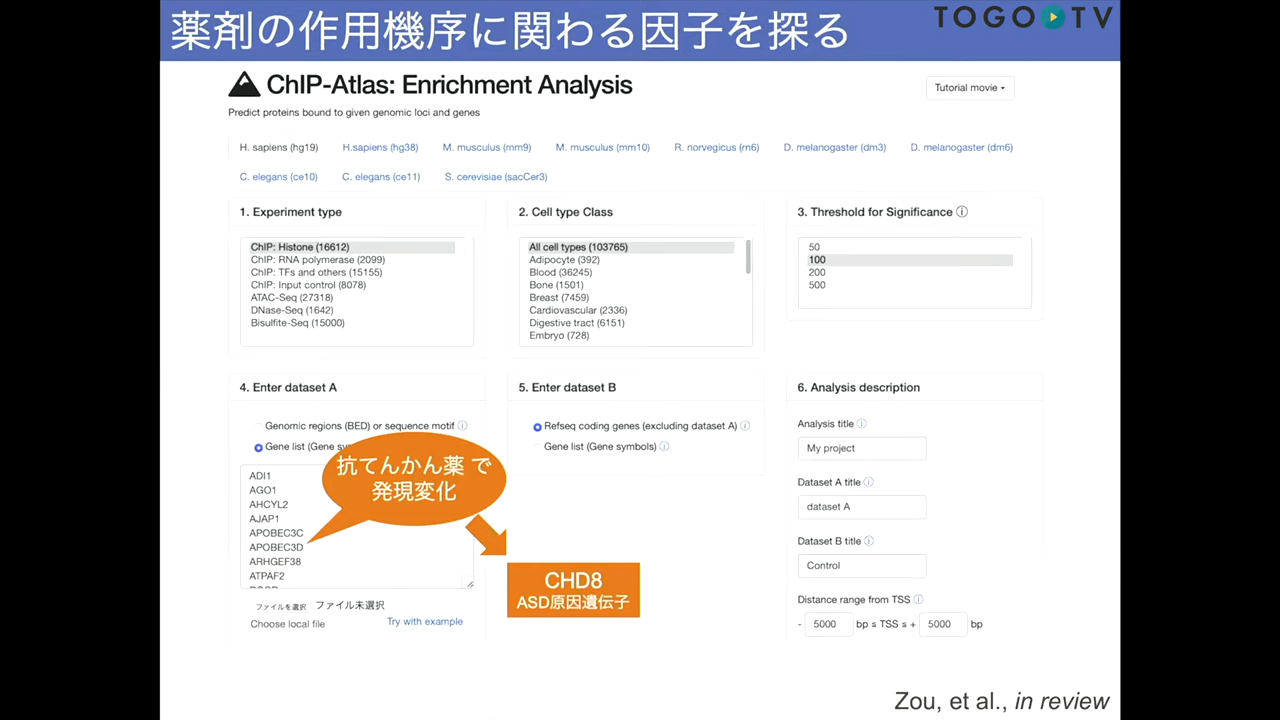 薬剤の作用機序に関わる因子を探る
TOGO TV
ChIP-Atlas: Enrichment Analysis
Tutorial movie
Predict proteins bound to given genomic loci and genes
H. sapiens (hg19) H.sapiens (hg38) M. musculus (mm9) M. musculus (mm10) R. norvegicus (rn6) D. melanogaster (dm3) D. melanogaster (dm6)
C. elegans (ce10) C. elegans (ce11) S. cerevisiae (sacCer3)
1. Experiment type
ChIP: Histone (16612)
ChIP: RNA polymerase (2099)
ChIP: TFs and others (15155)
ChIP: Input control (8078)
ATAC-Seq (27318)
DNase-Seq (1642)
Bisulfite-Seq (15000)
2. Cell type Class
All cell types (103765)
Adipocyte (392)
Blood (36245)
Bone (1501)
Breast (7459)
Cardiovascular (2336)
Digestive tract (6151)
Embryo (728)
3. Threshold for Significance
50
100
200
500
4. Enter dataset A
Genomic regions (BED) or sequence motif
Gene list (Gene sy
ADI1
AGO1
AHCYL2
AJAP1
APOBEC3C
APOBEC3D
ARHGEF38
ATPAF2
ファイルを選択 ファイル未選択
Choose local file Try with example
抗てんかん薬 で
発現変化
CHD8
ASD原因遺伝子
5. Enter dataset B
Refseq coding genes (excluding dataset A)
Gene list (Gene symbols)
6. Analysis description
Analysis title
My project
Dataset A title
dataset A
Dataset B title
Control
Distance range from TSS
- 5000 bp ≤ TSS ≤ + 5000 bp
Zou, et al., in review